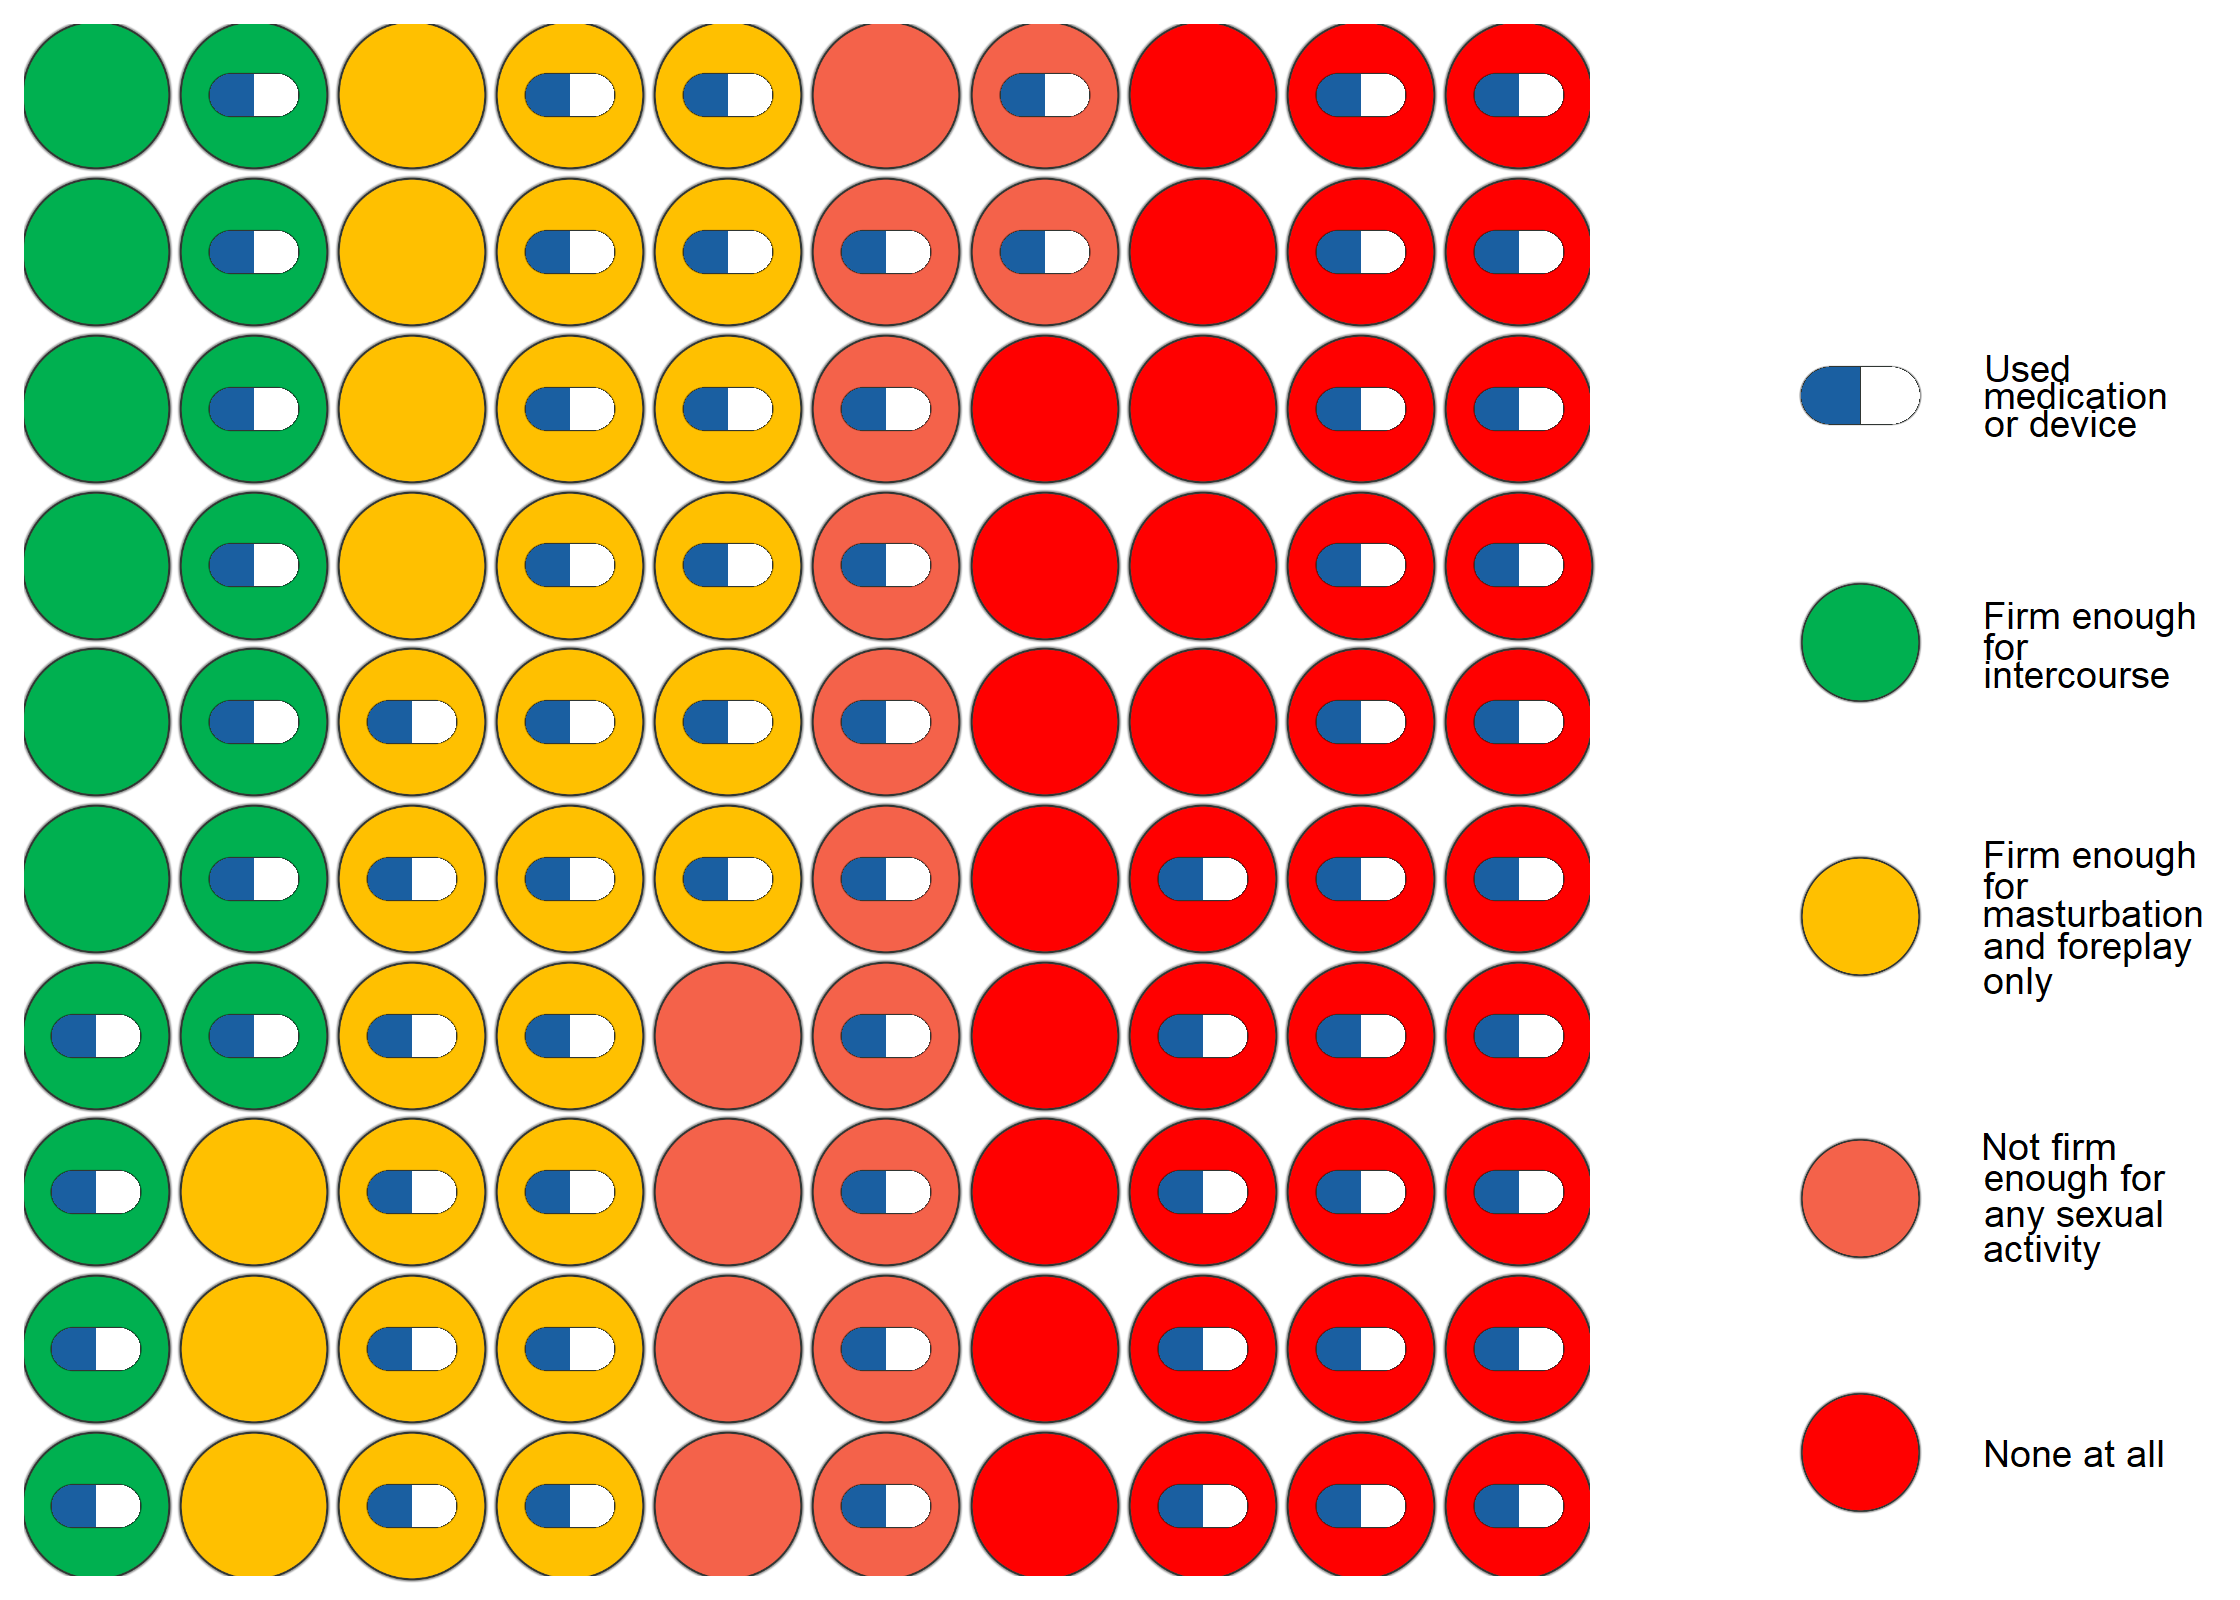 Used
medication
or device
Firm enough
for
intercourse
Firm enough
for
masturbation
and foreplay
only
Not firm
enough for
any sexual
activity
None at all